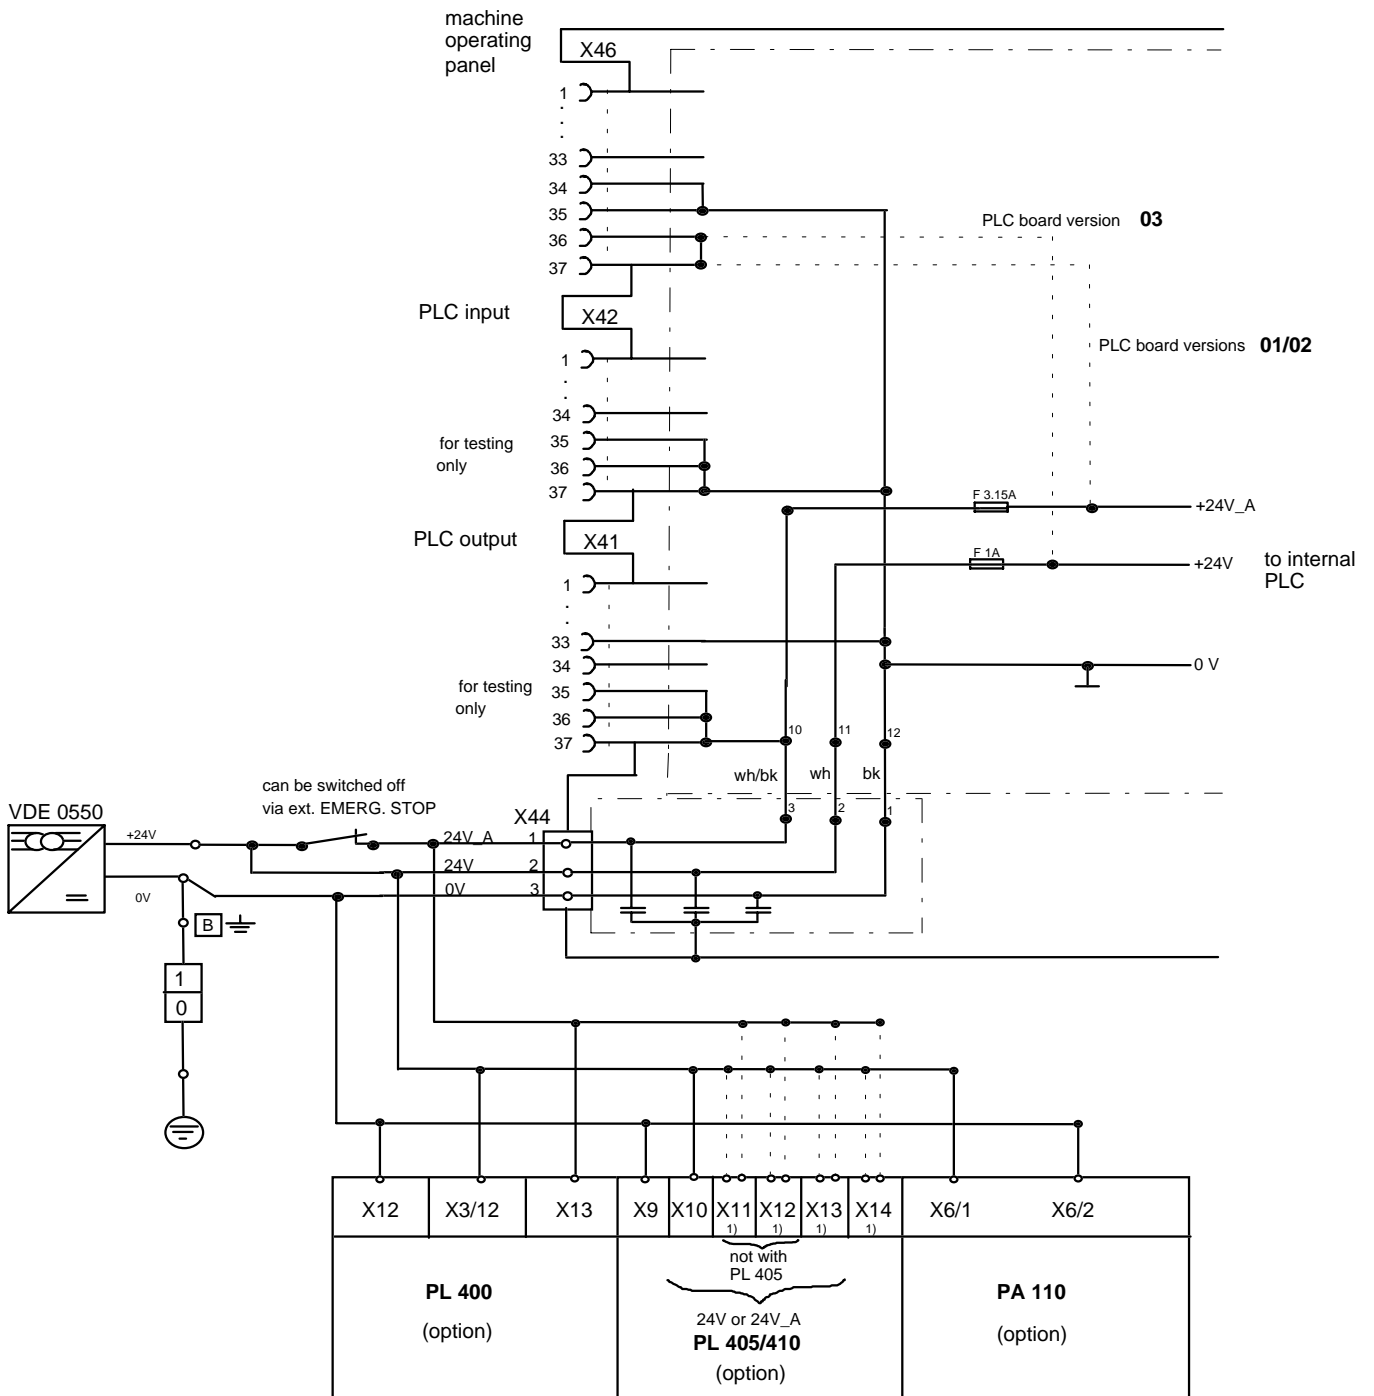 machine
operating
panel
X46
1
33
34
35
36
37
PLC board version 03
PLC input
X42
PLC board versions 01/02
1
34
for testing
only
35
36
37
F 3.15A
+24V_A
PLC output
X41
F 1A
+24V
to internal
PLC
1
33
34
0 V
for testing
only
35
36
37
10
11
12
wh/bk
wh
bk
can be switched off
via ext. EMERG. STOP
VDE 0550
X44
3
2
1
+24V
24V_A
1
24V
2
0V
0V
3
B
1
0
X12
X3/12
X13
X9
X10
X11
1)
X12
1)
X13
1)
X14
1)
X6/1
X6/2
not with
PL 405
PL 400
(option)
24V or 24V_A
PL 405/410
(option)
PA 110
(option)